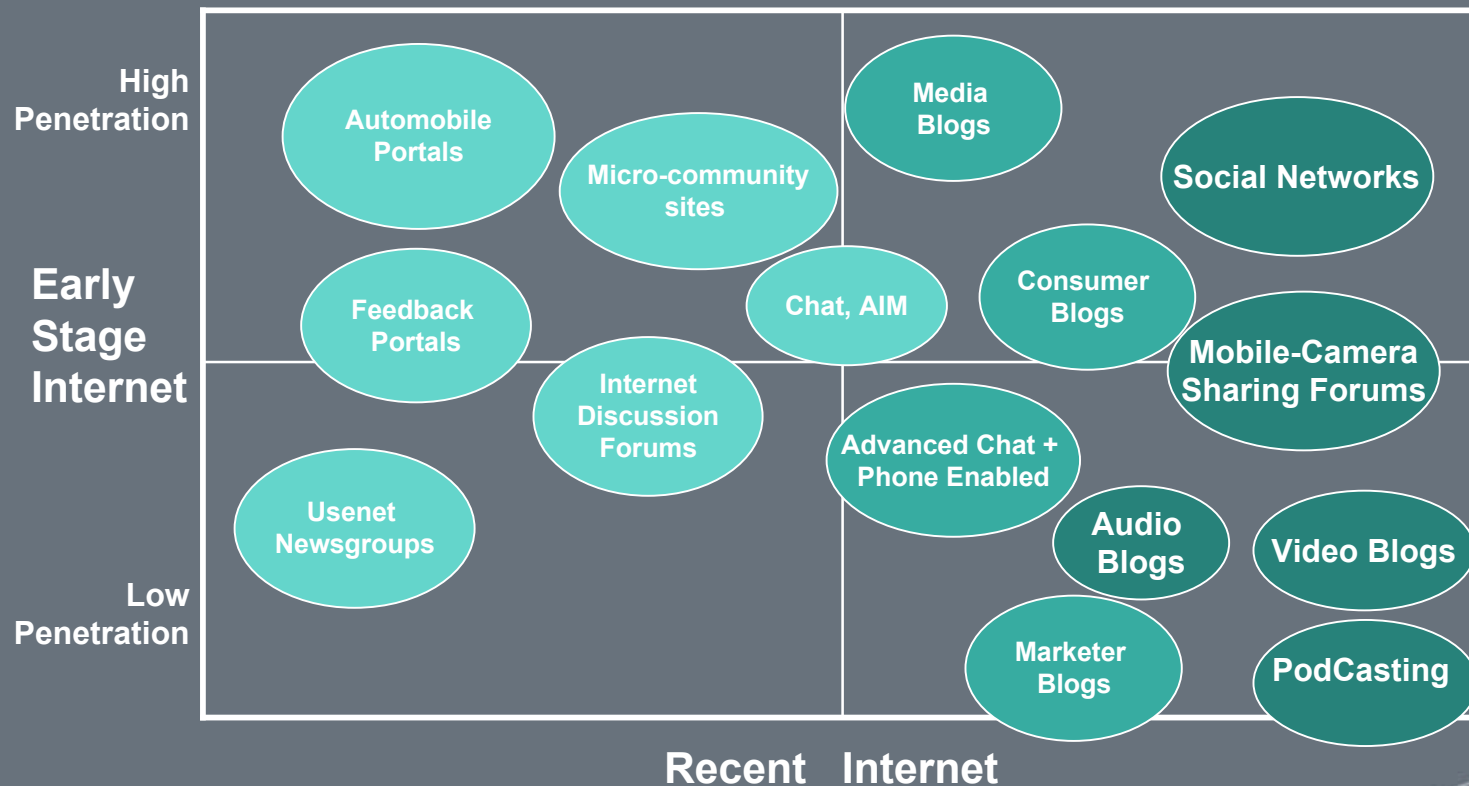 High
Penetration
Early
Stage
Internet
Low
Penetration
Automobile
Portals
Micro-community
sites
Media
Blogs
Social Networks
Feedback
Portals
Chat, AIM
Consumer
Blogs
Mobile-Camera
Sharing Forums
Internet
Discussion
Forums
Advanced Chat +
Phone Enabled
Usenet
Newsgroups
Audio
Blogs
Video Blogs
Marketer
Blogs
PodCasting
Recent Internet